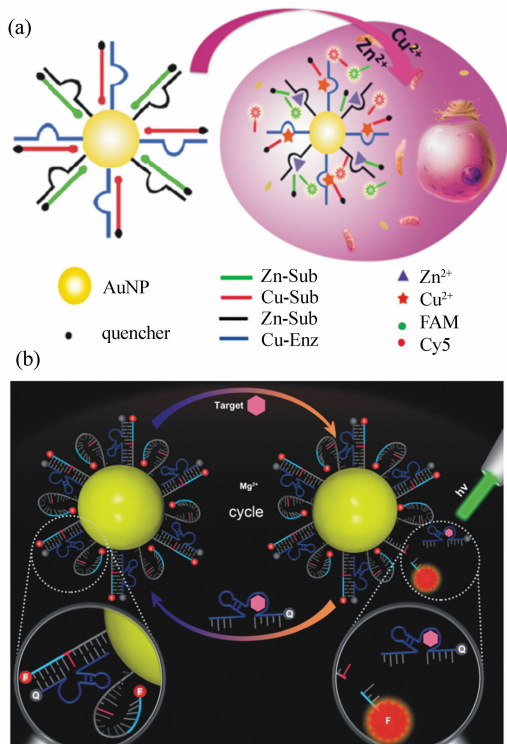 (a)
Zn2+
Cu2+
AuNP
quencher
Zn-Sub
Cu-Sub
Zn-Sub
Cu-Enz
Zn2+
Cu2+
FAM
Cy5
(b)
Target
Mg2+
cycle
hν
Q
F
Q
F
Q
F